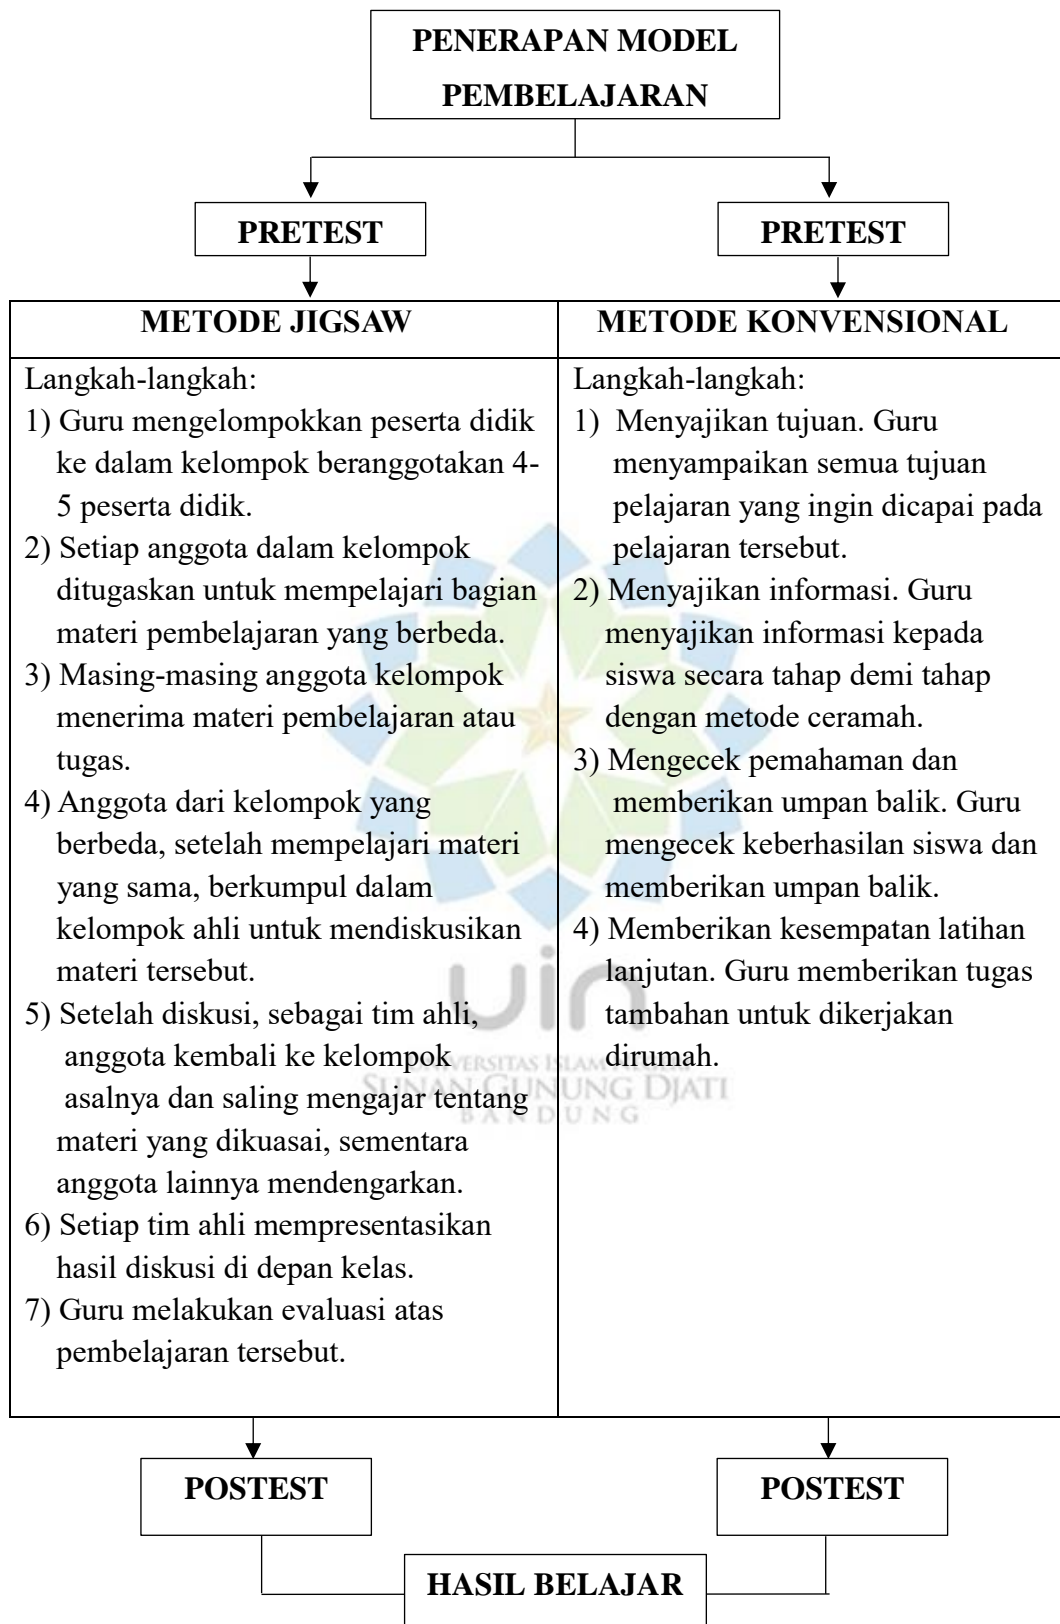 PENERAPAN MODEL
PEMBELAJARAN
PRETEST
PRETEST
METODE JIGSAW
METODE KONVENSIONAL
Langkah-langkah:
1) Guru mengelompokkan peserta didik
ke dalam kelompok beranggotakan 4-
5 peserta didik.
2) Setiap anggota dalam kelompok
ditugaskan untuk mempelajari bagian
materi pembelajaran yang berbeda.
3) Masing-masing anggota kelompok
menerima materi pembelajaran atau
tugas.
4) Anggota dari kelompok yang
berbeda, setelah mempelajari materi
yang sama, berkumpul dalam
kelompok ahli untuk mendiskusikan
materi tersebut.
5) Setelah diskusi, sebagai tim ahli,
anggota kembali ke kelompok
asalnya dan saling mengajar tentang
materi yang dikuasai, sementara
anggota lainnya mendengarkan.
6) Setiap tim ahli mempresentasikan
hasil diskusi di depan kelas.
7) Guru melakukan evaluasi atas
pembelajaran tersebut.
Langkah-langkah:
1) Menyajikan tujuan. Guru
menyampaikan semua tujuan
pelajaran yang ingin dicapai pada
pelajaran tersebut.
2) Menyajikan informasi. Guru
menyajikan informasi kepada
siswa secara tahap demi tahap
dengan metode ceramah.
3) Mengecek pemahaman dan
memberikan umpan balik. Guru
mengecek keberhasilan siswa dan
memberikan umpan balik.
4) Memberikan kesempatan latihan
lanjutan. Guru memberikan tugas
tambahan untuk dikerjakan
dirumah.
uin
UNIVERSITAS ISLAM NEGERI
SUNAN GUNUNG DJATI
BANDUNG
POSTEST
POSTEST
HASIL BELAJAR